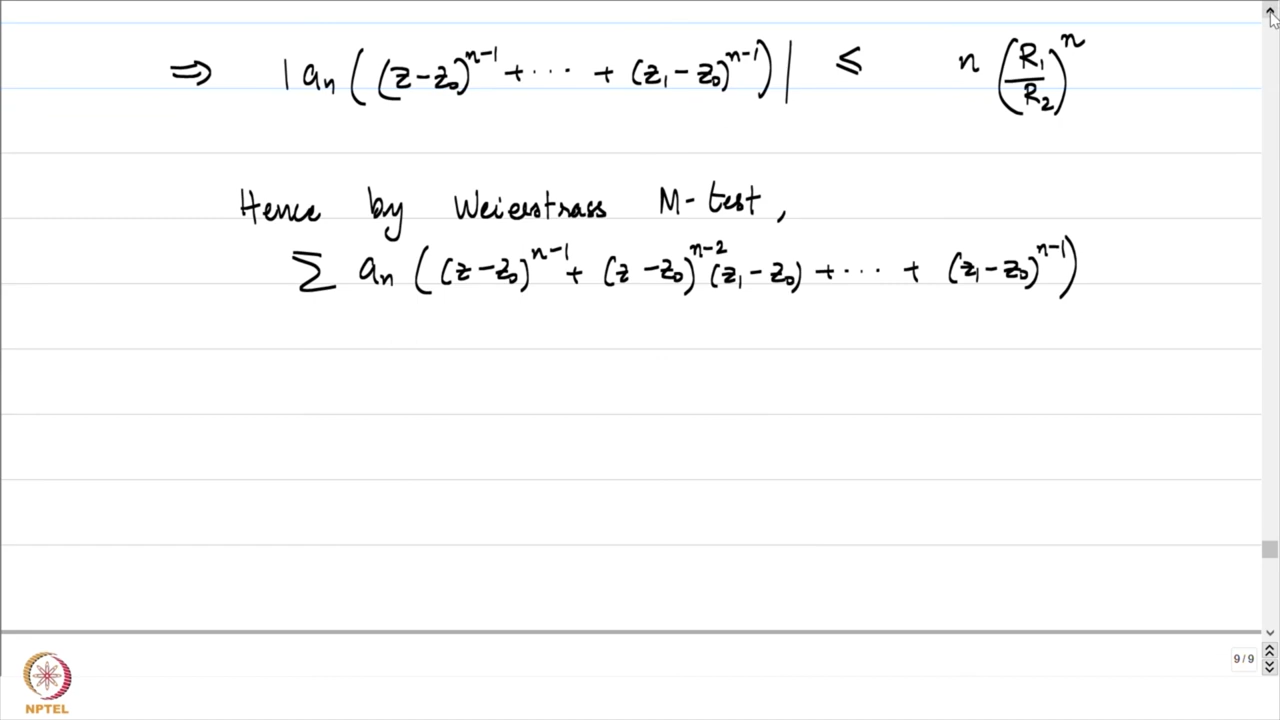 ⇒ |aₙ((z−z₀)ⁿ⁻¹ + ⋯ + (z₁−z₀)ⁿ⁻¹)| ≤ n(R₁/R₂)ⁿ
Hence by Weierstrass M-test,
∑ aₙ((z−z₀)ⁿ⁻¹ + (z−z₀)ⁿ⁻²(z₁−z₀) + ⋯ + (z₁−z₀)ⁿ⁻¹)
9/9
NPTEL